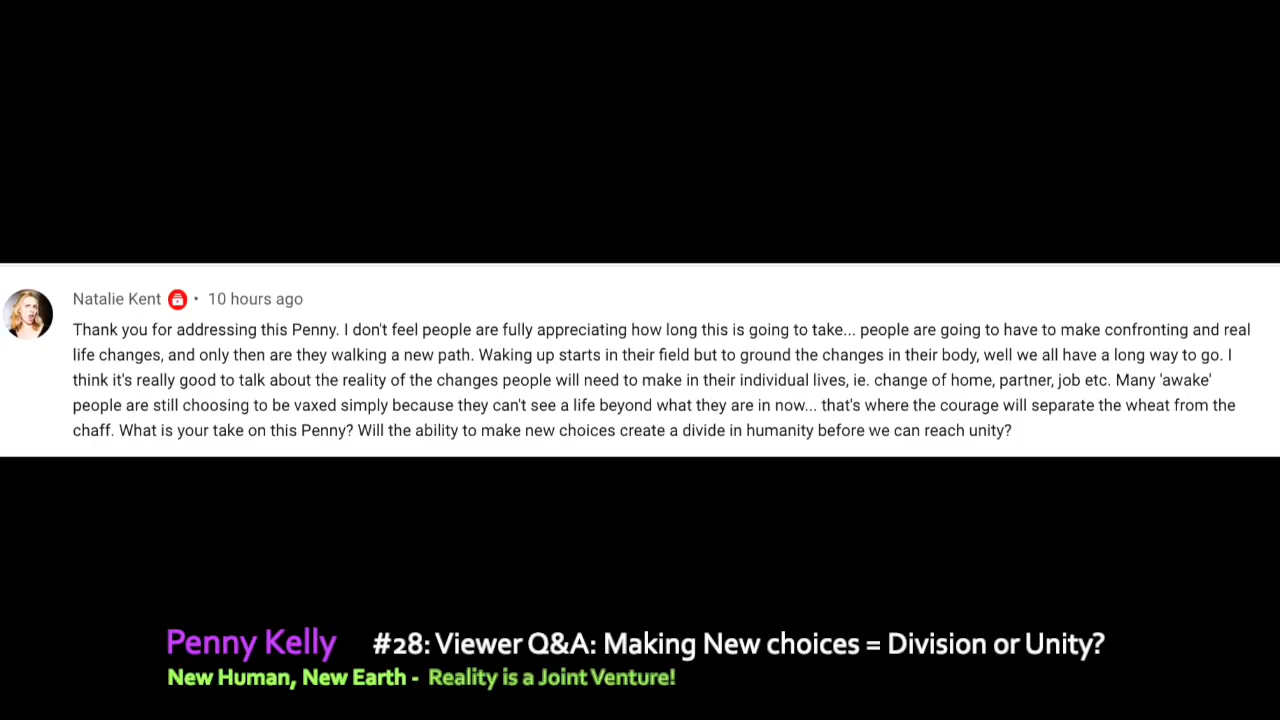 Natalie Kent • 10 hours ago
Thank you for addressing this Penny. I don't feel people are fully appreciating how long this is going to take... people are going to have to make confronting and real
life changes, and only then are they walking a new path. Waking up starts in their field but to ground the changes in their body, well we all have a long way to go. I
think it's really good to talk about the reality of the changes people will need to make in their individual lives, ie. change of home, partner, job etc. Many 'awake'
people are still choosing to be vaxed simply because they can't see a life beyond what they are in now... that's where the courage will separate the wheat from the
chaff. What is your take on this Penny? Will the ability to make new choices create a divide in humanity before we can reach unity?
Penny Kelly #28: Viewer Q&A: Making New choices = Division or Unity?
New Human, New Earth - Reality is a Joint Venture!